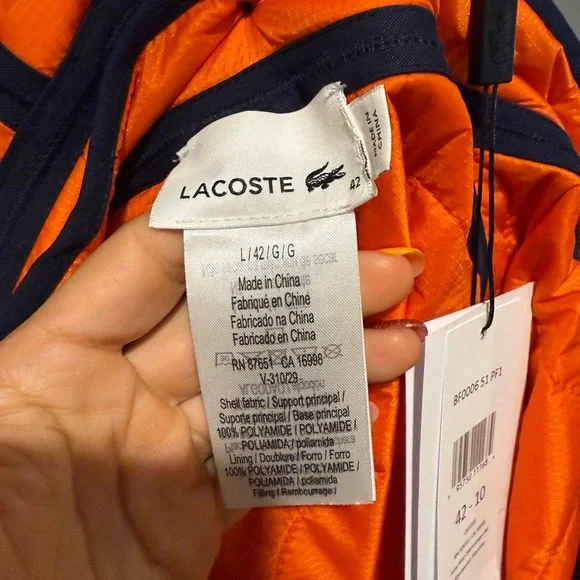 LACOSTE
42
MADE IN
CHINA
L/42/G/G
Made in China
Fabriqué en Chine
Fabricado na China
Fabricado en China
RN 87651 CA 16998
V-310/29
Shell fabric / Support principal /
Suporte principal / Base principal
100% POLYAMIDE / POLYAMIDE /
POLIAMIDA / poliamida
Lining / Doublure / Forro / Forro
100% POLYAMIDE / POLYAMIDE /
POLIAMIDA / poliamida
Filling / Rembourrage /
BF0006 51 PF1
42 - 10